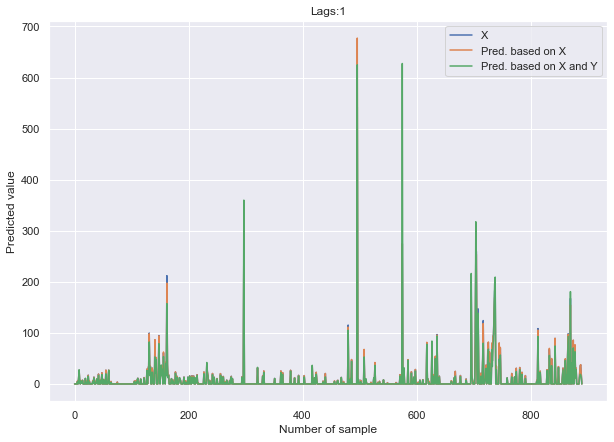 Lags:1
X
Pred. based on X
Pred. based on X and Y
Predicted value
700
600
500
400
300
200
100
0
0 200 400 600 800
Number of sample